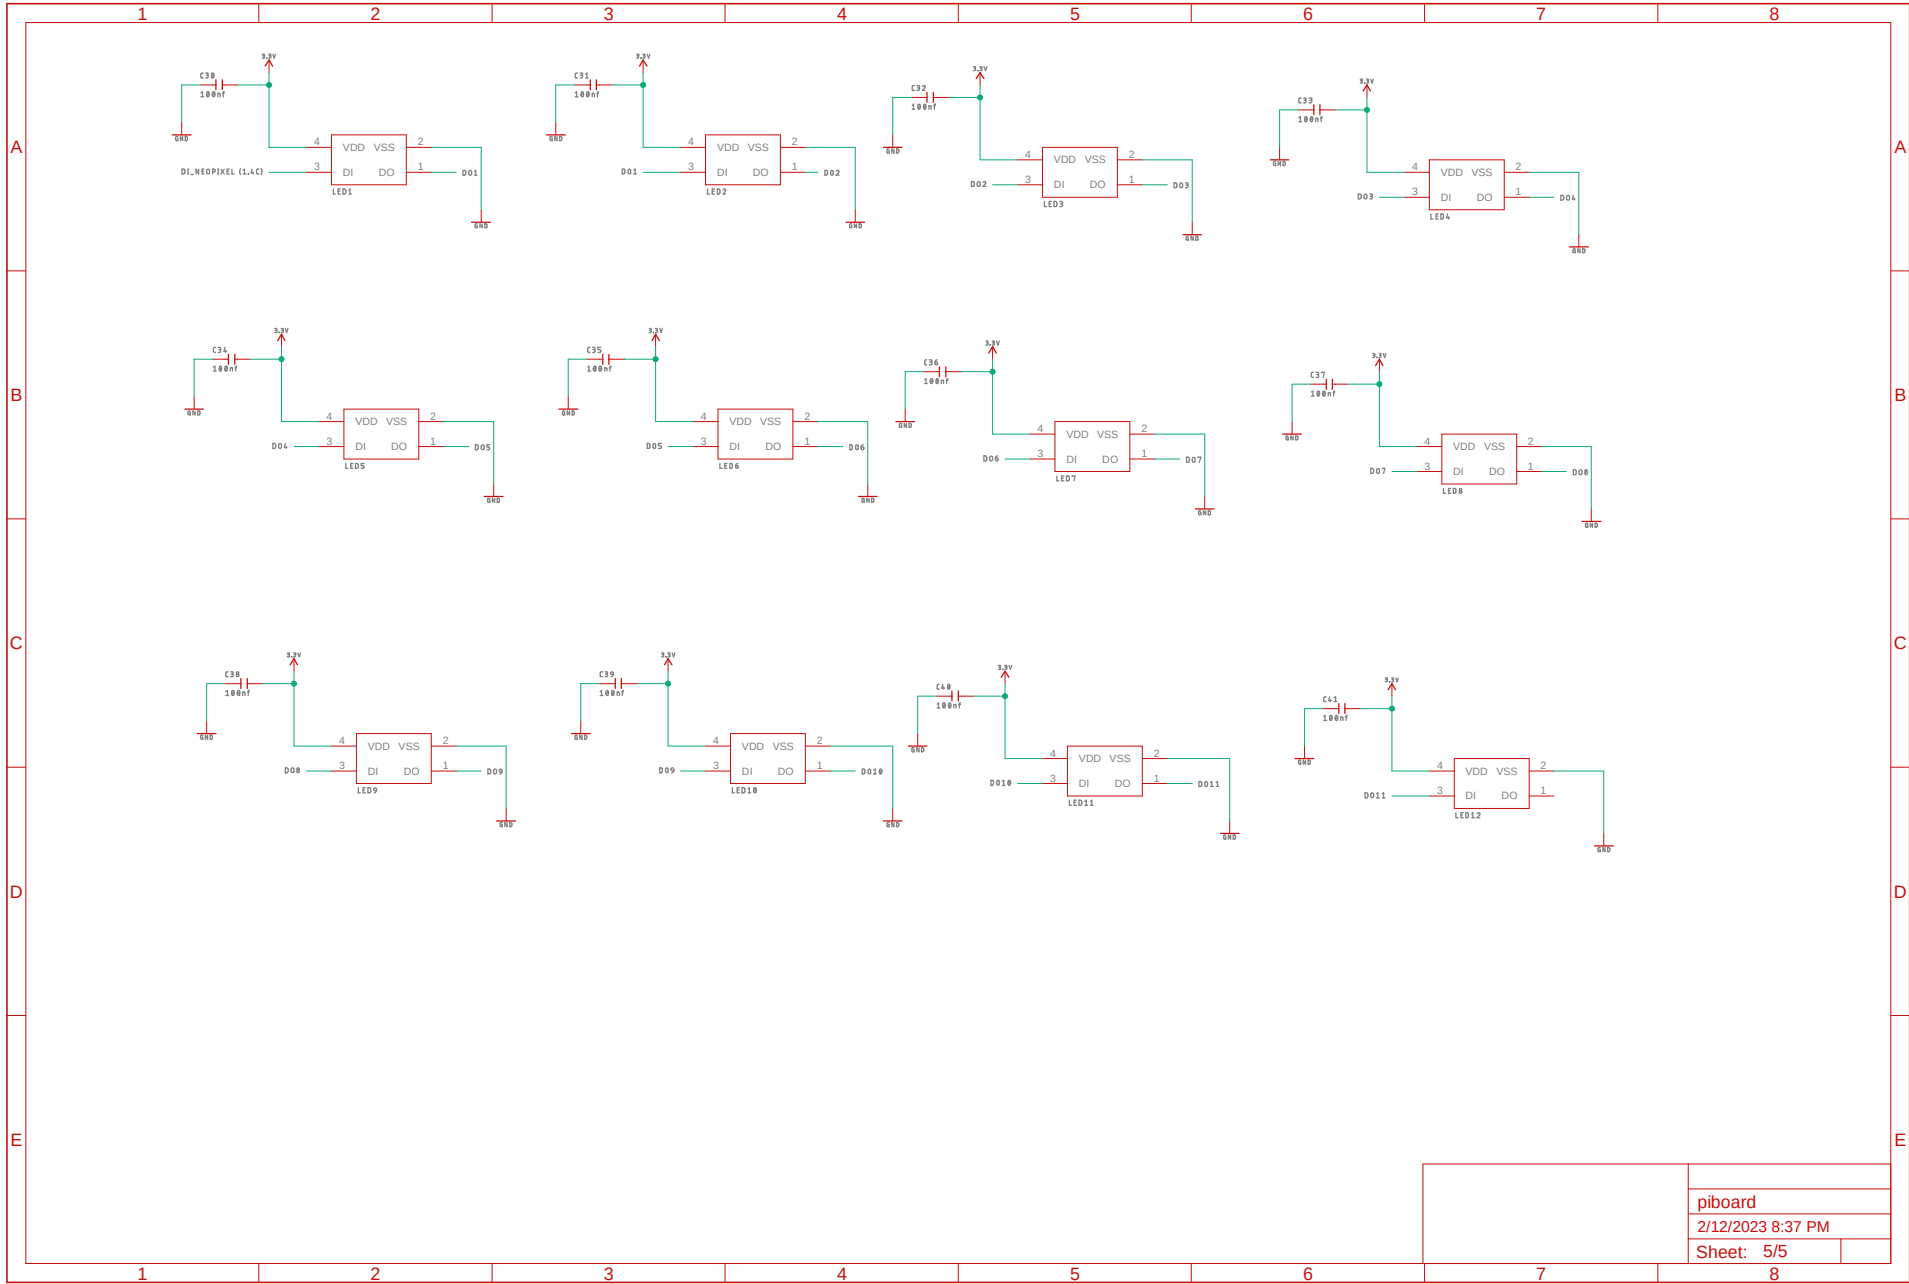 1 2 3 4 5 6 7 8
3.3V 3.3V 3.3V 3.3V
C30 C31 C32 C33
100nf 100nf 100nf 100nf
GND GND GND GND
A A
4 VDD VSS 2 4 VDD VSS 2 4 VDD VSS 2 4 VDD VSS 2
DI_NEOPIXEL (1.4C) 3 DI DO 1 DO1 DO1 3 DI DO 1 DO2 DO2 3 DI DO 1 DO3 DO3 3 DI DO 1 DO4
LED1 LED2 LED3 LED4
GND GND GND GND
3.3V 3.3V 3.3V 3.3V
C34 C35 C36 C37
100nf 100nf 100nf 100nf
GND GND GND GND
B B
4 VDD VSS 2 4 VDD VSS 2 4 VDD VSS 2 4 VDD VSS 2
DO4 3 DI DO 1 DO5 DO5 3 DI DO 1 DO6 DO6 3 DI DO 1 DO7 DO7 3 DI DO 1 DO8
LED5 LED6 LED7 LED8
GND GND GND GND
C C
3.3V 3.3V 3.3V 3.3V
C38 C39 C40 C41
100nf 100nf 100nf 100nf
GND GND GND GND
4 VDD VSS 2 4 VDD VSS 2 4 VDD VSS 2 4 VDD VSS 2
DO8 3 DI DO 1 DO9 DO9 3 DI DO 1 DO10 DO10 3 DI DO 1 DO11 DO11 3 DI DO 1
LED9 LED10 LED11 LED12
GND GND GND GND
D D
E E
piboard
2/12/2023 8:37 PM
Sheet: 5/5
1 2 3 4 5 6 7 8